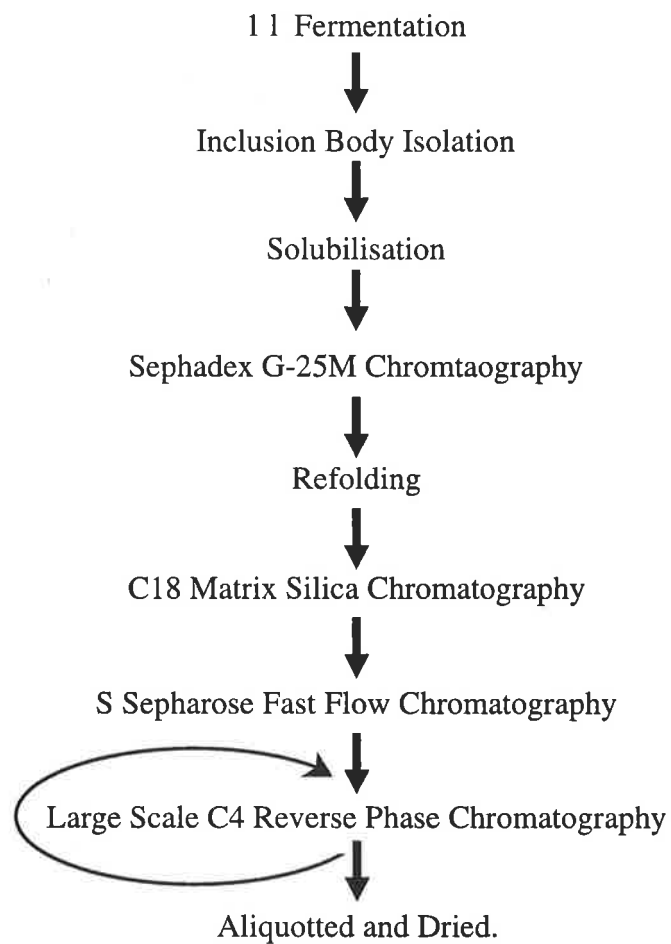 1 l Fermentation
Inclusion Body Isolation
Solubilisation
Sephadex G-25M Chromtaography
Refolding
C18 Matrix Silica Chromatography
S Sepharose Fast Flow Chromatography
Large Scale C4 Reverse Phase Chromatography
Aliquotted and Dried.